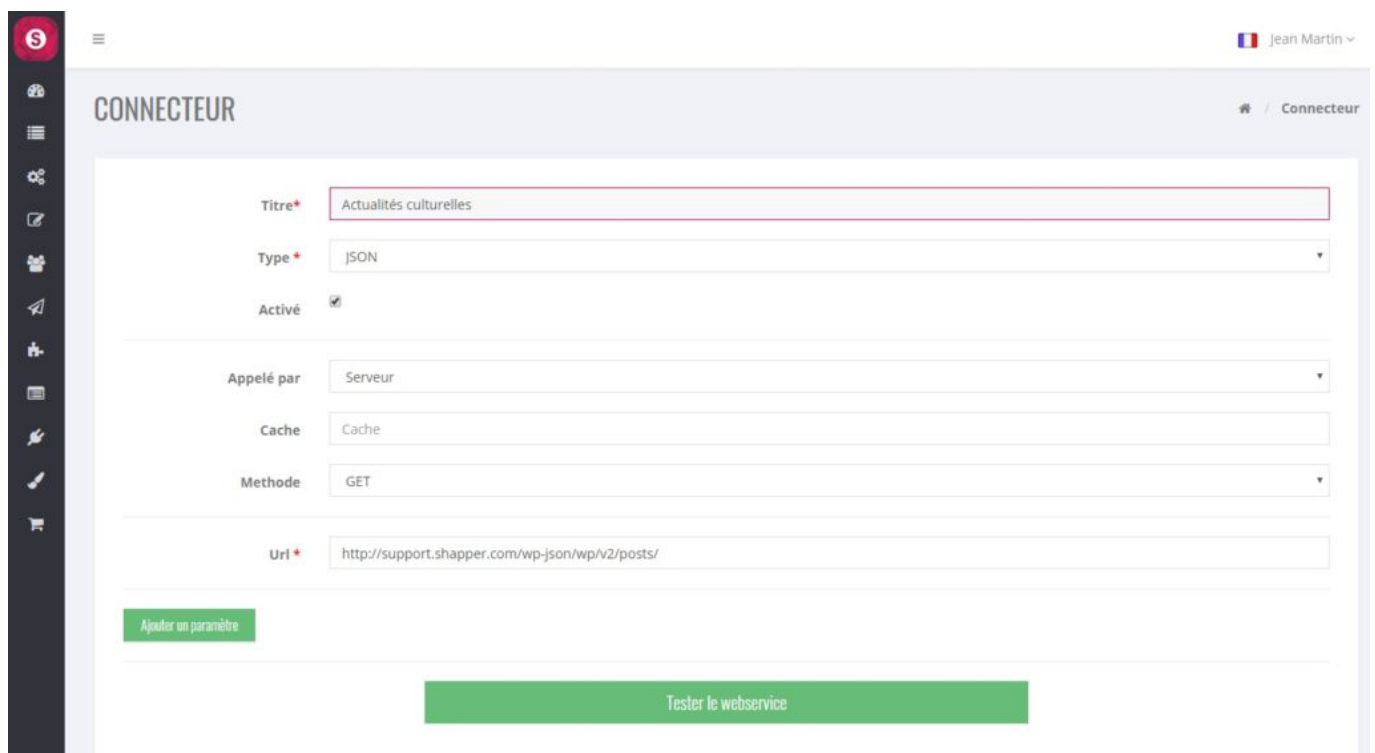 S
Jean Martin
CONNECTEUR
/ Connecteur
Titre* Actualités culturelles
Type * JSON
Activé
Appelé par Serveur
Cache Cache
Methode GET
Url * http://support.shapper.com/wp-json/wp/v2/posts/
Ajouter un paramètre
Tester le webservice